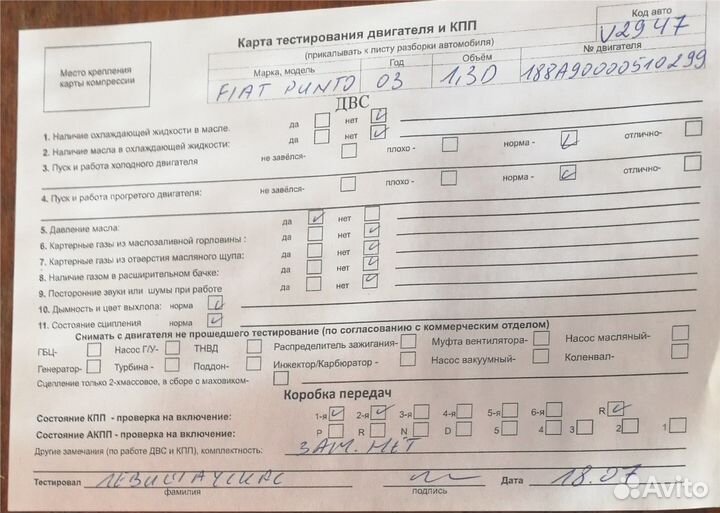 Карта тестирования двигателя и КПП
(прикалывать к листу разборки автомобиля)
Код авто
V2947
Место крепления
карты компрессии
Марка, модель Год Объём № двигателя
FIAT PUNTO 03 1,3D 188A90000510299
ДВС
1. Наличие охлаждающей жидкости в масле. да нет
2. Наличие масла в охлаждающей жидкости: да нет
3. Пуск и работа холодного двигателя не завёлся- плохо - норма - отлично-
4. Пуск и работа прогретого двигателя: не завёлся- плохо - норма - отлично-
5. Давление масла: да нет
6. Картерные газы из маслозаливной горловины : да нет
7. Картерные газы из отверстия масляного щупа: да нет
8. Наличие газом в расширительном бачке: да нет
9. Посторонние звуки или шумы при работе да нет
10. Дымность и цвет выхлопа: норма
11. Состояние сципления норма
Снимать с двигателя не прошедшего тестирование (по согласованию с коммерческим отделом)
ГБЦ- Насос Г/У- ТНВД Распределитель зажигания- Муфта вентилятора- Насос масляный-
Генератор- Турбина - Поддон- Инжектор/Карбюратор - Насос вакуумный- Коленвал-
Сцепление только 2-хмассовое, в сборе с маховиком-
Коробка передач
Состояние КПП - проверка на включение: 1-я 2-я 3-я 4-я 5-я 6-я R
Состояние АКПП - проверка на включение: P R N D 5 4 3 2 1
Другие замечания (по работе ДВС и КПП), комплектность: ЗАМ. НЕТ
Тестировал Дата 18.07
фамилия подпись
Avito